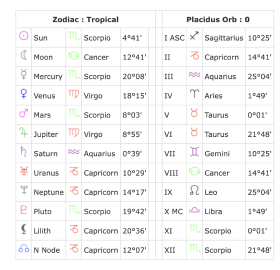 Zodiac : Tropical Placidus Orb : 0
☉ Sun ♏ Scorpio 4°41' I ASC ♐ Sagittarius 10°25'
☾ Moon ♋ Cancer 12°41' II ♑ Capricorn 14°41'
☿ Mercury ♏ Scorpio 20°08' III ♒ Aquarius 25°04'
♀ Venus ♍ Virgo 18°15' IV ♈ Aries 1°49'
♂ Mars ♏ Scorpio 8°03' V ♉ Taurus 0°01'
♃ Jupiter ♍ Virgo 8°55' VI ♉ Taurus 21°48'
♄ Saturn ♒ Aquarius 0°39' VII ♊ Gemini 10°25'
♅ Uranus ♑ Capricorn 10°29' VIII ♋ Cancer 14°41'
♆ Neptune ♑ Capricorn 14°17' IX ♌ Leo 25°04'
♇ Pluto ♏ Scorpio 19°42' X MC ♎ Libra 1°49'
⚸ Lilith ♑ Capricorn 20°36' XI ♏ Scorpio 0°01'
☊ N Node ♑ Capricorn 12°07' XII ♏ Scorpio 21°48'